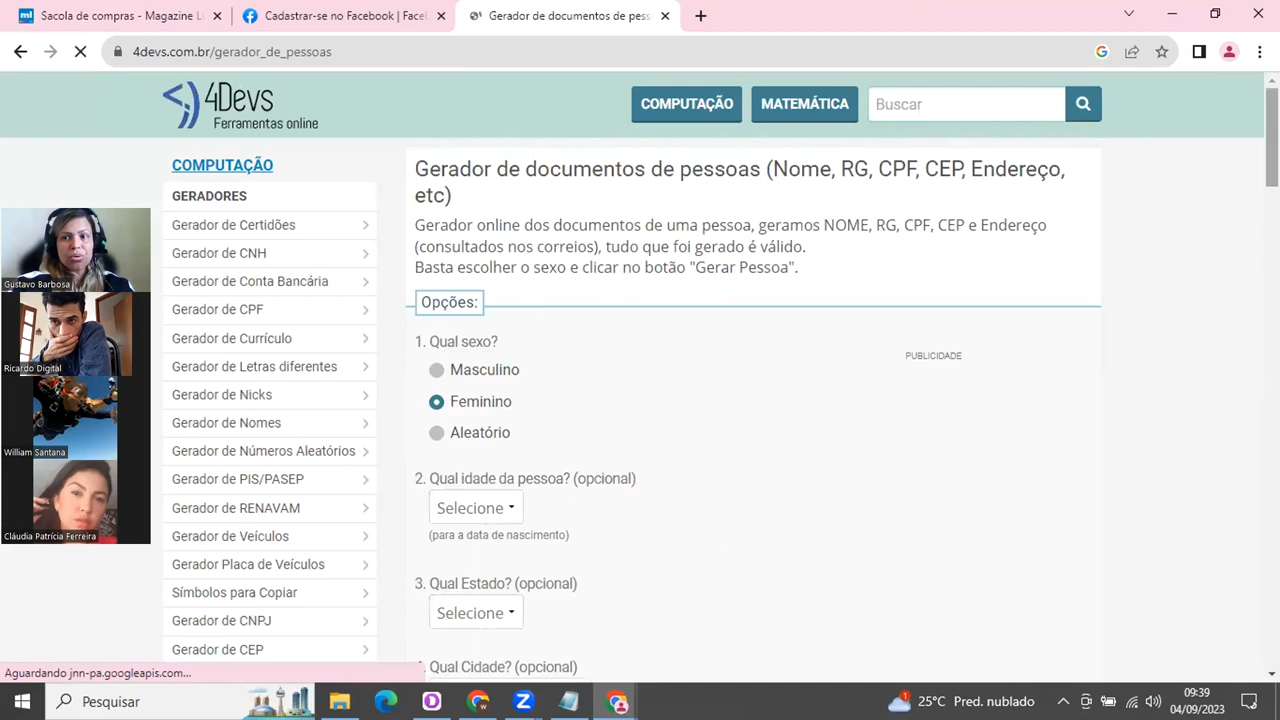 Sacola de compras - Magazine L
Cadastrar-se no Facebook | Face
Gerador de documentos de pess
4devs.com.br/gerador_de_pessoas
4Devs
Ferramentas online
COMPUTAÇÃO
MATEMÁTICA
Buscar
COMPUTAÇÃO
GERADORES
Gerador de Certidões
Gerador de CNH
Gerador de Conta Bancária
Gerador de CPF
Gerador de Currículo
Gerador de Letras diferentes
Gerador de Nicks
Gerador de Nomes
Gerador de Números Aleatórios
Gerador de PIS/PASEP
Gerador de RENAVAM
Gerador de Veículos
Gerador Placa de Veículos
Símbolos para Copiar
Gerador de CNPJ
Gerador de CEP
Gerador de documentos de pessoas (Nome, RG, CPF, CEP, Endereço,
etc)
Gerador online dos documentos de uma pessoa, geramos NOME, RG, CPF, CEP e Endereço
(consultados nos correios), tudo que foi gerado é válido.
Basta escolher o sexo e clicar no botão "Gerar Pessoa".
Opções:
1. Qual sexo?
Masculino
Feminino
Aleatório
2. Qual idade da pessoa? (opcional)
Selecione
(para a data de nascimento)
3. Qual Estado? (opcional)
Selecione
Qual Cidade? (opcional)
PUBLICIDADE
Gustavo Barbosa
Ricardo Digital
William Santana
Cláudia Patrícia Ferreira
Aguardando jnn-pa.googleapis.com...
Pesquisar
1
25°C Pred. nublado
09:39
04/09/2023